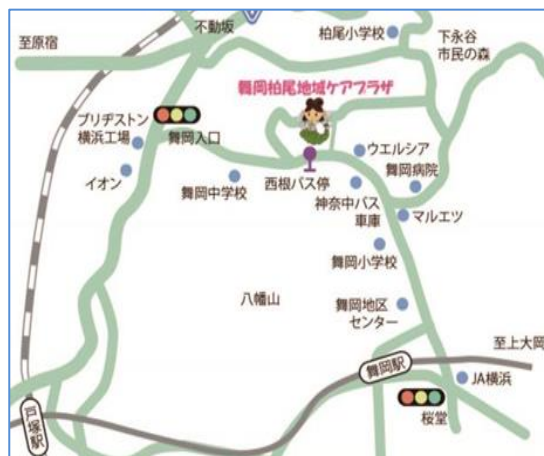 不動坂
柏尾小学校
下永谷
市民の森
至原宿
舞岡柏尾地域ケアプラザ
ブリヂストン
横浜工場
舞岡入口
ウエルシア
イオン
舞岡中学校
西根バス停
舞岡病院
神奈中バス
車庫
マルエツ
舞岡小学校
八幡山
舞岡地区
センター
至上大岡
舞岡駅
JA横浜
桜堂
戸塚駅